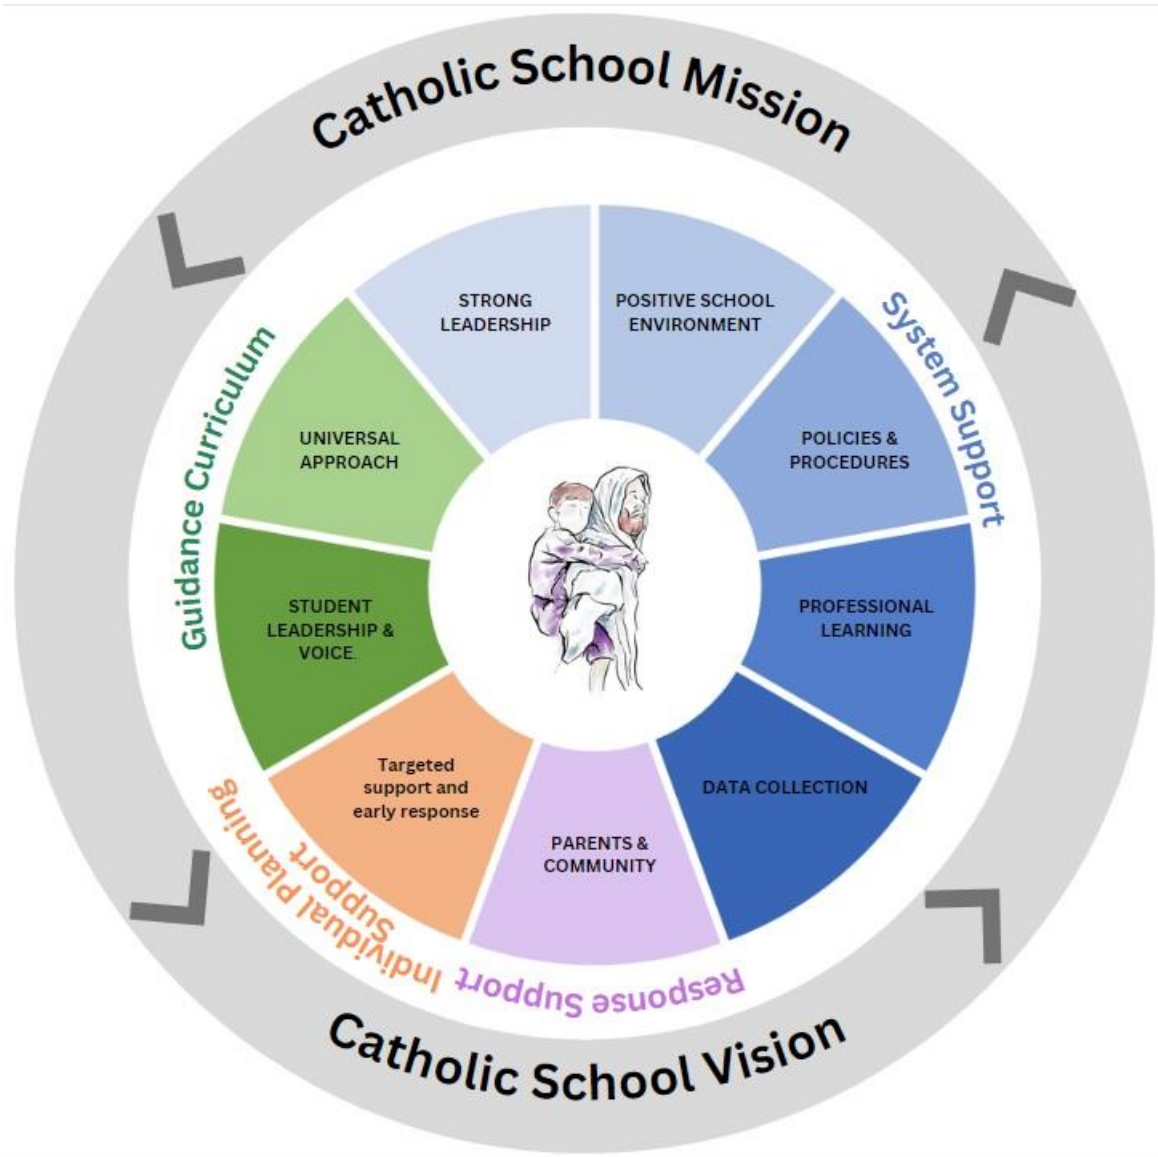 Catholic School Mission
System Support
Guidance Curriculum
STRONG
LEADERSHIP
POSITIVE SCHOOL
ENVIRONMENT
UNIVERSAL
APPROACH
POLICIES &
PROCEDURES
STUDENT
LEADERSHIP &
VOICE.
PROFESSIONAL
LEARNING
Targeted
support and
early response
DATA COLLECTION
PARENTS &
COMMUNITY
Individual Planning
Support
Response Support
Catholic School Vision